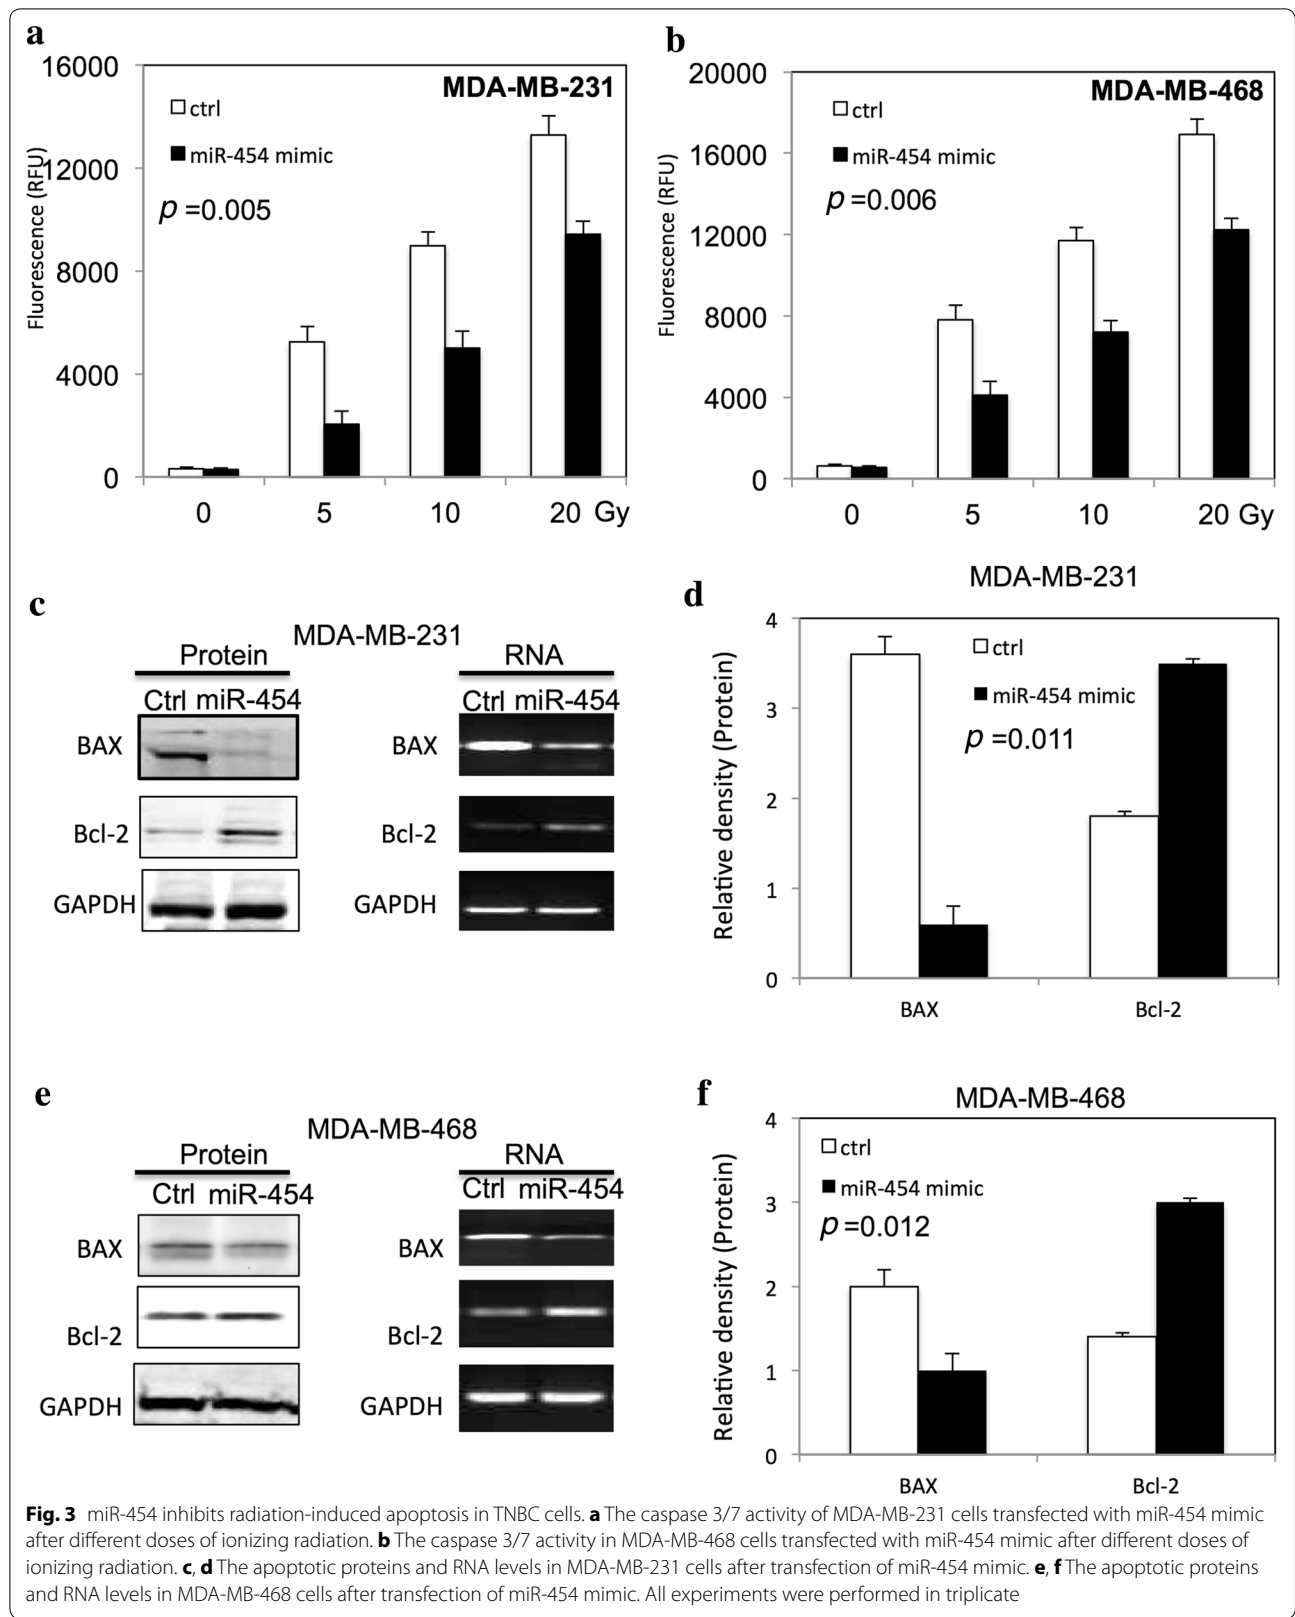 a
16000
12000
8000
4000
0
Fluorescence (RFU)
MDA-MB-231
ctrl
miR-454 mimic
p =0.005
0 5 10 20 Gy
b
20000
16000
12000
8000
4000
0
Fluorescence (RFU)
MDA-MB-468
ctrl
miR-454 mimic
p =0.006
0 5 10 20 Gy
c
MDA-MB-231
Protein RNA
Ctrl miR-454 Ctrl miR-454
BAX BAX
Bcl-2 Bcl-2
GAPDH GAPDH
d
MDA-MB-231
4
3
2
1
0
Relative density (Protein)
ctrl
miR-454 mimic
p =0.011
BAX Bcl-2
e
MDA-MB-468
Protein RNA
Ctrl miR-454 Ctrl miR-454
BAX BAX
Bcl-2 Bcl-2
GAPDH GAPDH
f
MDA-MB-468
4
3
2
1
0
Relative density (Protein)
ctrl
miR-454 mimic
p =0.012
BAX Bcl-2
Fig. 3 miR-454 inhibits radiation-induced apoptosis in TNBC cells. a The caspase 3/7 activity of MDA-MB-231 cells transfected with miR-454 mimic
after different doses of ionizing radiation. b The caspase 3/7 activity in MDA-MB-468 cells transfected with miR-454 mimic after different doses of
ionizing radiation. c, d The apoptotic proteins and RNA levels in MDA-MB-231 cells after transfection of miR-454 mimic. e, f The apoptotic proteins
and RNA levels in MDA-MB-468 cells after transfection of miR-454 mimic. All experiments were performed in triplicate